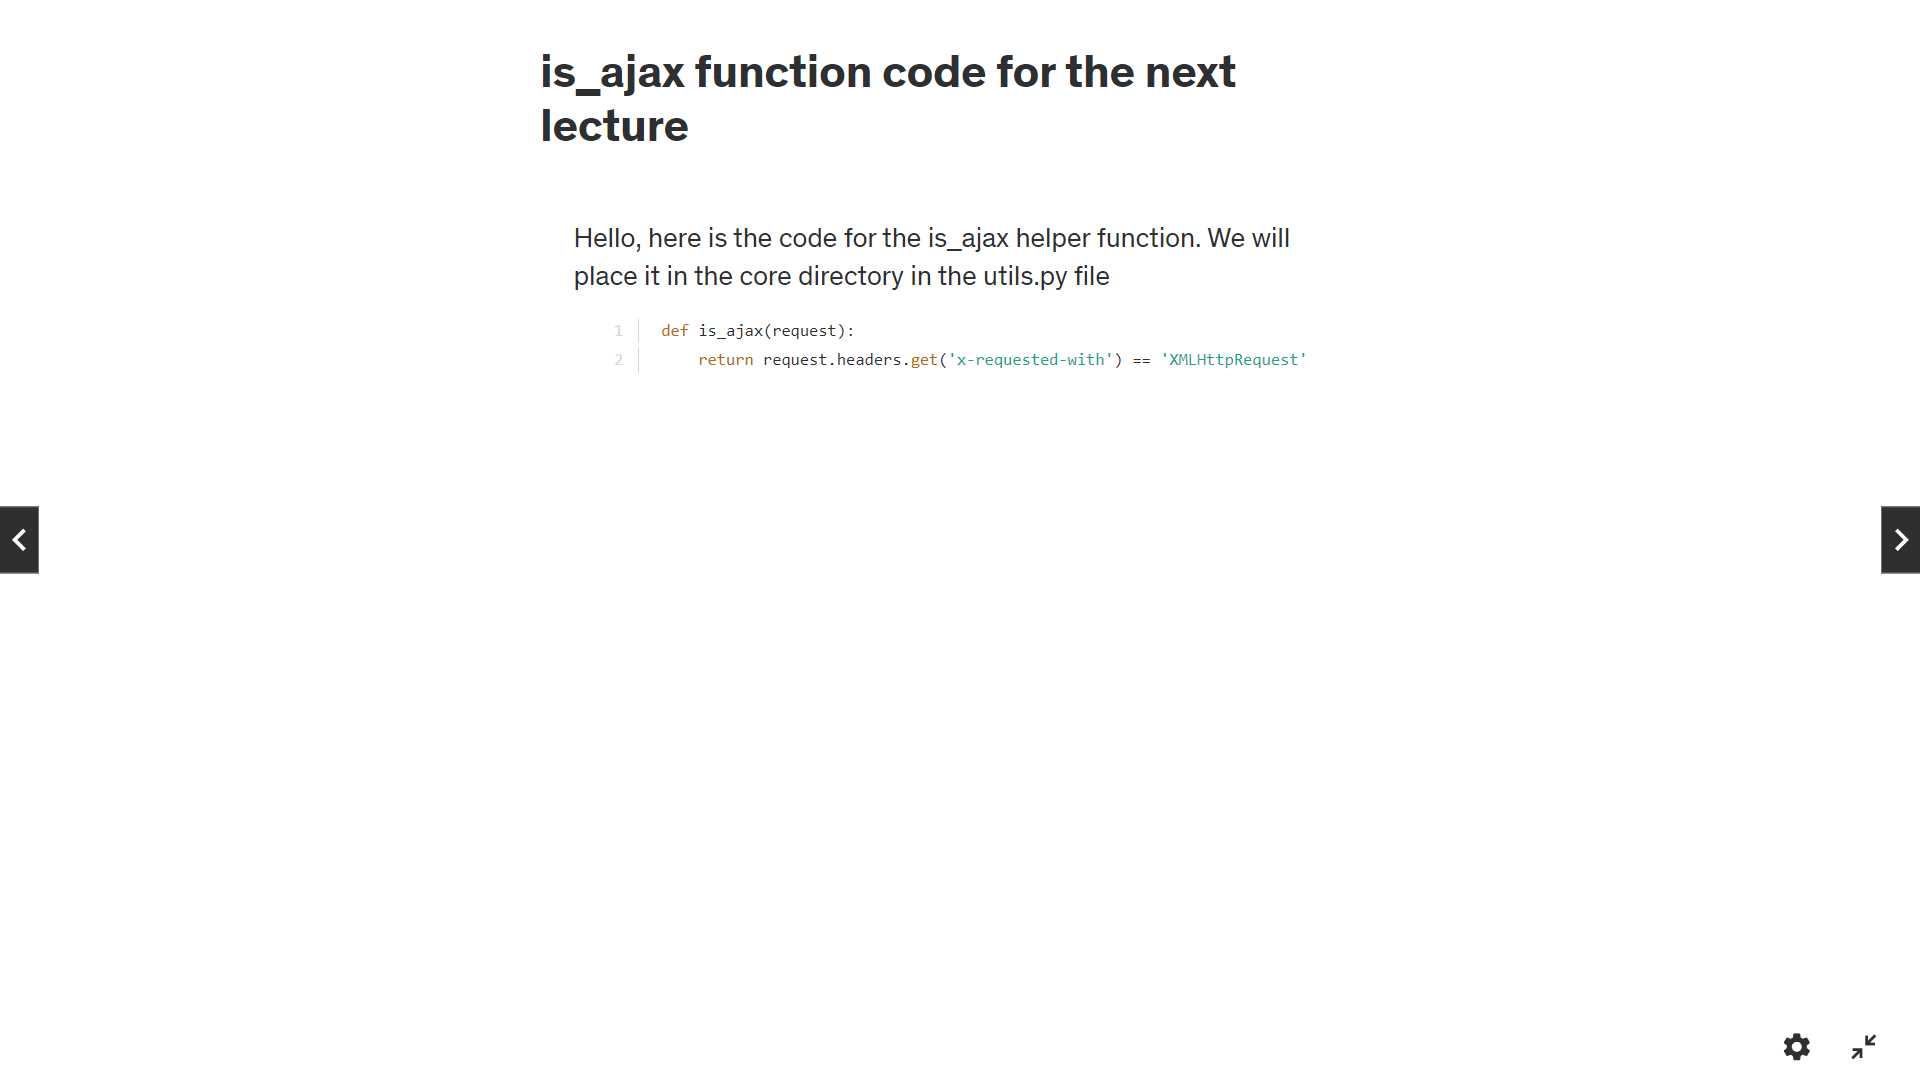 is_ajax function code for the next
lecture
Hello, here is the code for the is_ajax helper function. We will
place it in the core directory in the utils.py file
1 def is_ajax(request):
2     return request.headers.get('x-requested-with') == 'XMLHttpRequest'